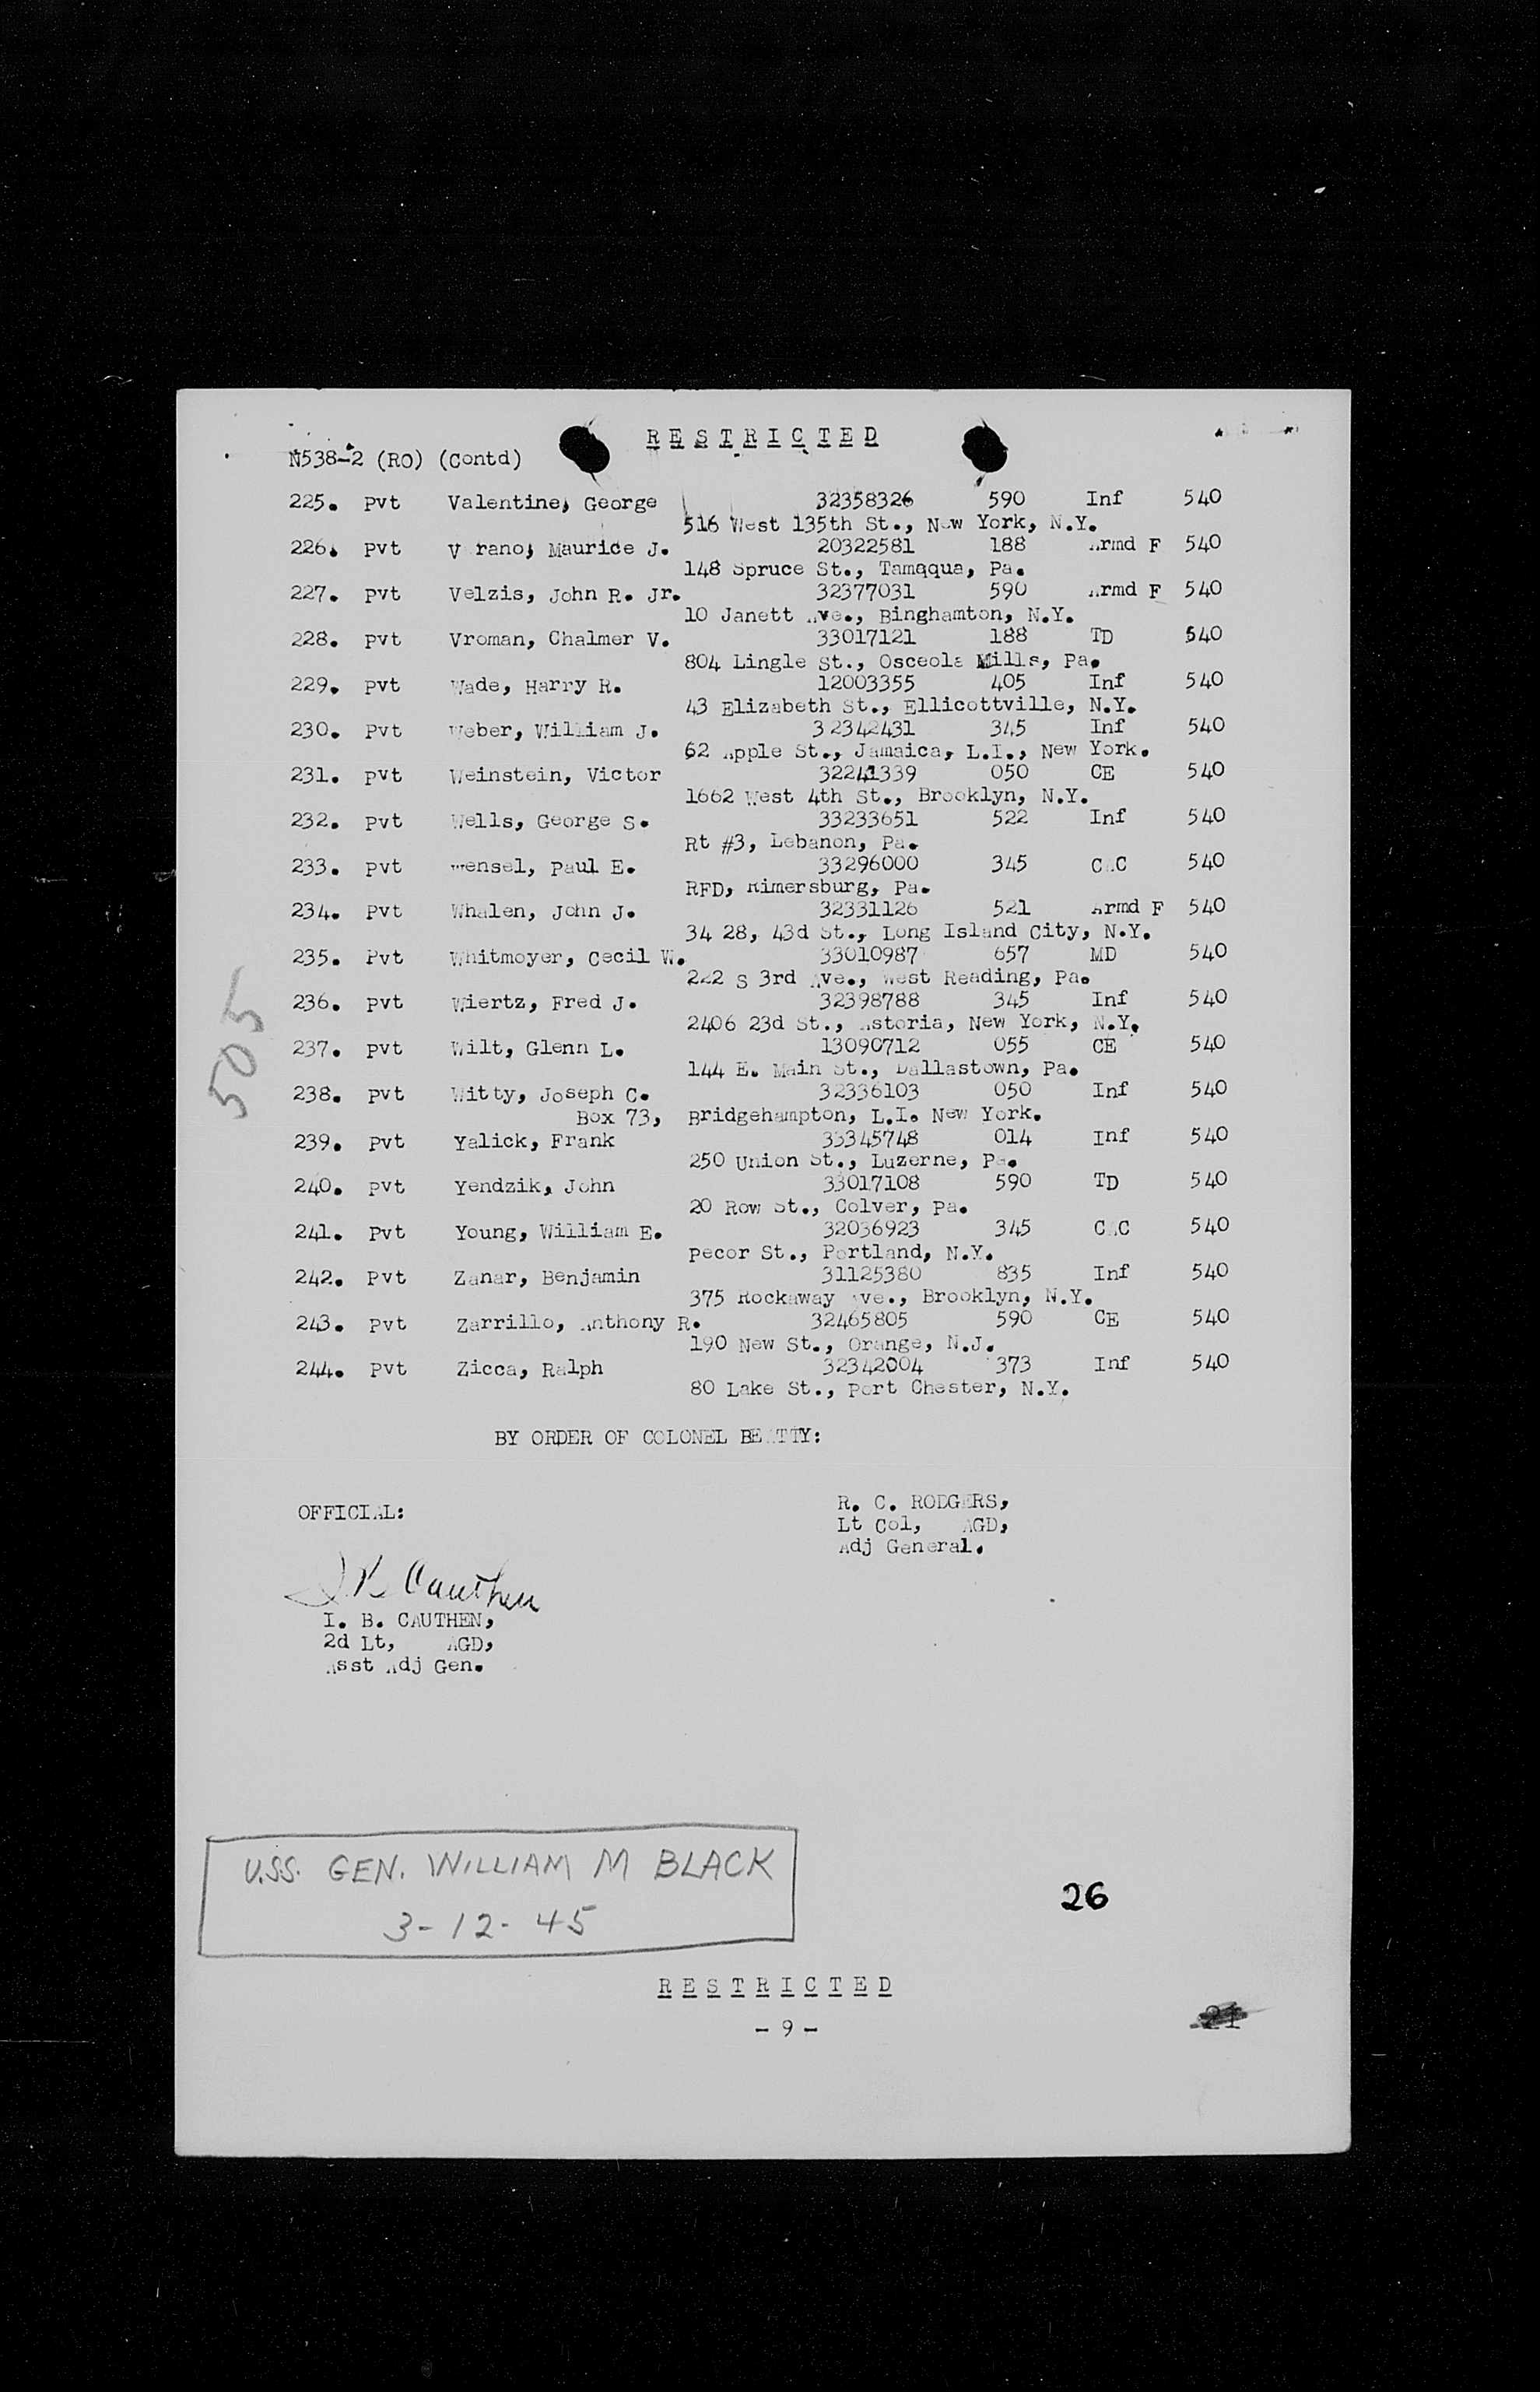 RESTRICTED
N538-2 (RO) (Contd)
225. Pvt Valentine, George 32358326 590 Inf 540
516 West 135th St., New York, N.Y.
226. Pvt Maurice J. 20322581 188 Armd F 540
148 Spruce St., Tamaqua, Pa.
227. Pvt Velzis, John R. Jr. 32377031 590 Armd F 540
10 Janett Ave., Binghamton, N.Y.
228. Pvt Vroman, Chalmer V. 33017121 188 TD 540
804 Lingle St., Osceola Mills, Pa.
229. Pvt Wade, Harry R. 12003355 405 Inf 540
43 Elizabeth St., Ellicottville, N.Y.
230. Pvt Weber, William J. 32342431 345 Inf 540
62 Apple St., Jamaica, L.I., New York.
231. Pvt Weinstein, Victor 32241339 050 CE 540
1662 West 4th St., Brooklyn, N.Y.
232. Pvt Wells, George S. 33233651 522 Inf 540
Rt #3, Lebanon, Pa.
233. Pvt Wensel, Paul E. 33296000 345 CAC 540
RFD, Rimersburg, Pa.
234. Pvt Whalen, John J. 32331126 521 Armd F 540
34 28, 43d St., Long Island City, N.Y.
235. Pvt Whitmoyer, Cecil W. 33010987 657 MD 540
222 S 3rd Ave., West Reading, Pa.
236. Pvt Wiertz, Fred J. 32398788 345 Inf 540
2406 23d St., Astoria, New York, N.Y.
237. Pvt Wilt, Glenn L. 13090712 055 CE 540
144 E. Main St., Dallastown, Pa.
238. Pvt Witty, Joseph C. 32336103 050 Inf 540
Box 73, Bridgehampton, L.I. New York.
239. Pvt Yalick, Frank 33345748 014 Inf 540
250 Union St., Luzerne, Pa.
240. Pvt Yendzik, John 33017108 590 TD 540
20 Row St., Colver, Pa.
241. Pvt Young, William E. 32036923 345 CAC 540
Pecor St., Portland, N.Y.
242. Pvt Zanar, Benjamin 31125380 835 Inf 540
375 Rockaway Ave., Brooklyn, N.Y.
243. Pvt Zarrillo, Anthony R. 32465805 590 CE 540
190 New St., Orange, N.J.
244. Pvt Zicca, Ralph 32342004 373 Inf 540
80 Lake St., Port Chester, N.Y.
505
BY ORDER OF COLONEL BEATTY:
R. C. RODGERS,
Lt Col, AGD,
Adj General.
OFFICIAL:
I B Cauthen
I. B. CAUTHEN,
2d Lt, AGD,
Asst Adj Gen.
U.SS. GEN. WILLIAM M BLACK
3-12-45
26
RESTRICTED
- 9 -
21